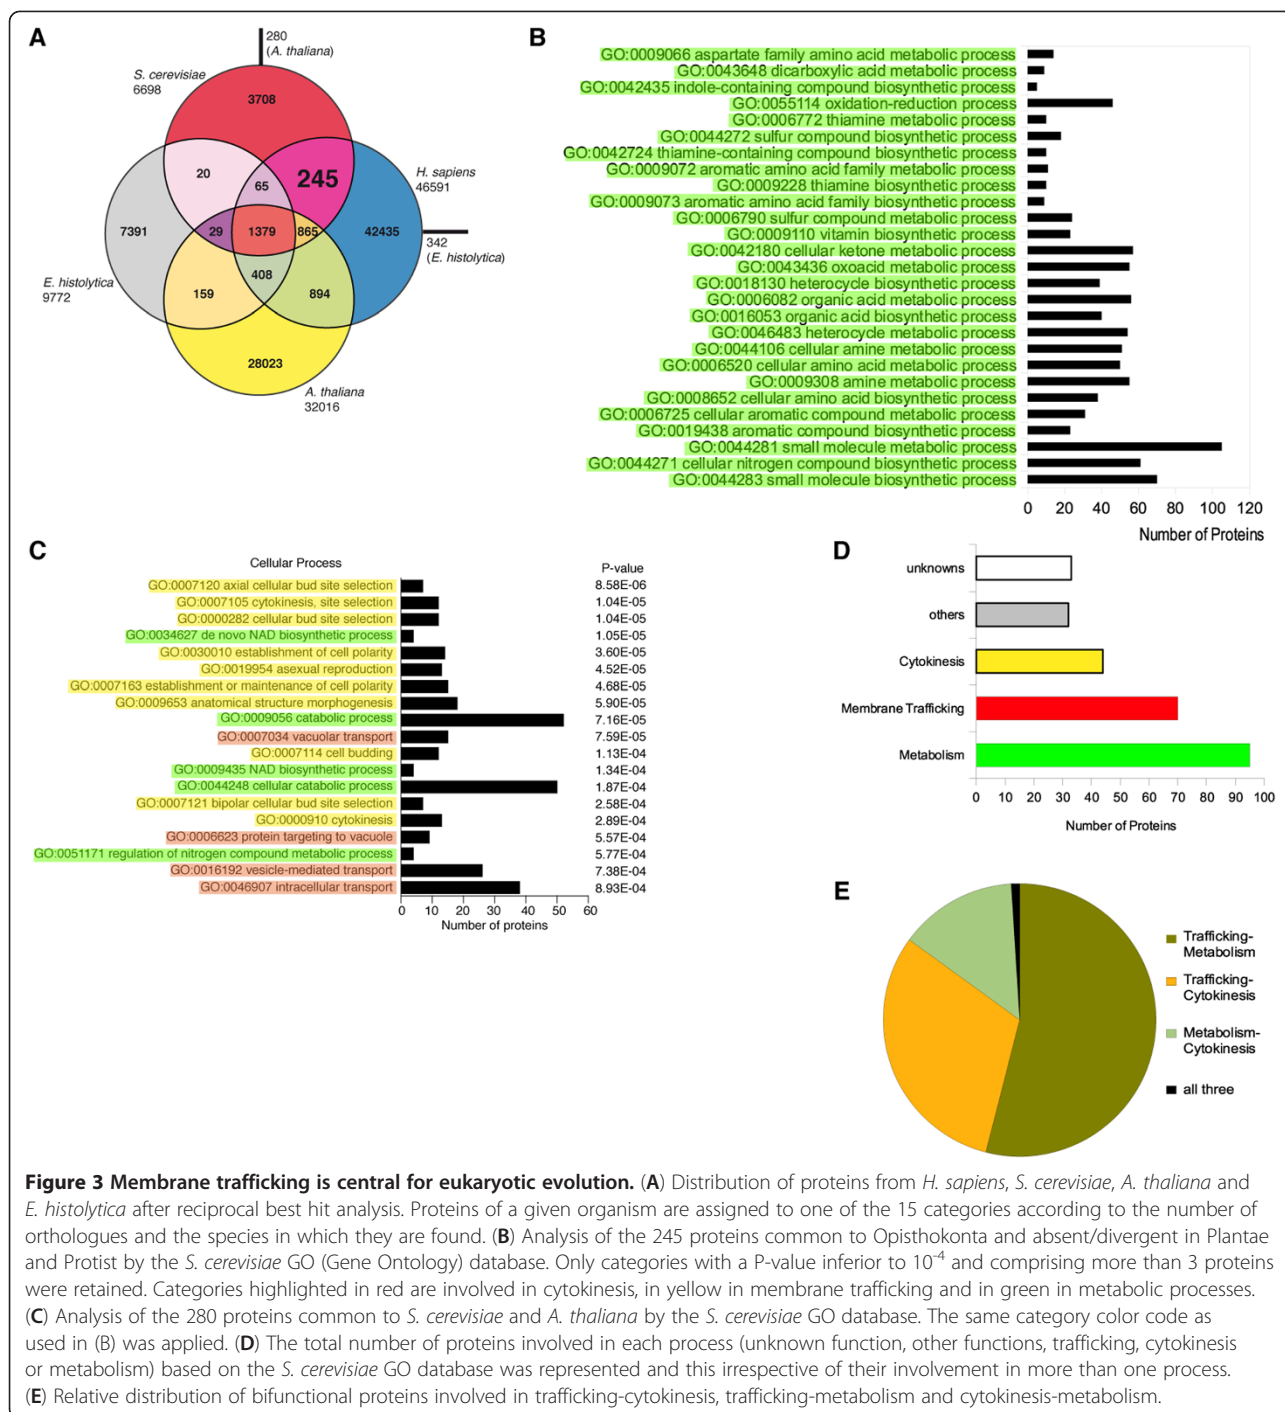 A
280
(A. thaliana)
S. cerevisiae
6698
3708
20
65
245
H. sapiens
46591
7391
29
1379
865
42435
342
(E. histolytica)
408
E. histolytica
9772
159
894
28023
A. thaliana
32016
B
GO:0009066 aspartate family amino acid metabolic process
GO:0043648 dicarboxylic acid metabolic process
GO:0042435 indole-containing compound biosynthetic process
GO:0055114 oxidation-reduction process
GO:0006772 thiamine metabolic process
GO:0044272 sulfur compound biosynthetic process
GO:0042724 thiamine-containing compound biosynthetic process
GO:0009072 aromatic amino acid family metabolic process
GO:0009228 thiamine biosynthetic process
GO:0009073 aromatic amino acid family biosynthetic process
GO:0006790 sulfur compound metabolic process
GO:0009110 vitamin biosynthetic process
GO:0042180 cellular ketone metabolic process
GO:0043436 oxoacid metabolic process
GO:0018130 heterocycle biosynthetic process
GO:0006082 organic acid metabolic process
GO:0016053 organic acid biosynthetic process
GO:0046483 heterocycle metabolic process
GO:0044106 cellular amine metabolic process
GO:0006520 cellular amino acid metabolic process
GO:0009308 amine metabolic process
GO:0008652 cellular amino acid biosynthetic process
GO:0006725 cellular aromatic compound metabolic process
GO:0019438 aromatic compound biosynthetic process
GO:0044281 small molecule metabolic process
GO:0044271 cellular nitrogen compound biosynthetic process
GO:0044283 small molecule biosynthetic process
0 20 40 60 80 100 120
Number of Proteins
C
Cellular Process P-value
GO:0007120 axial cellular bud site selection 8.58E-06
GO:0007105 cytokinesis, site selection 1.04E-05
GO:0000282 cellular bud site selection 1.04E-05
GO:0034627 de novo NAD biosynthetic process 1.05E-05
GO:0030010 establishment of cell polarity 3.60E-05
GO:0019954 asexual reproduction 4.52E-05
GO:0007163 establishment or maintenance of cell polarity 4.68E-05
GO:0009653 anatomical structure morphogenesis 5.90E-05
GO:0009056 catabolic process 7.16E-05
GO:0007034 vacuolar transport 7.59E-05
GO:0007114 cell budding 1.13E-04
GO:0009435 NAD biosynthetic process 1.34E-04
GO:0044248 cellular catabolic process 1.87E-04
GO:0007121 bipolar cellular bud site selection 2.58E-04
GO:0000910 cytokinesis 2.89E-04
GO:0006623 protein targeting to vacuole 5.57E-04
GO:0051171 regulation of nitrogen compound metabolic process 5.77E-04
GO:0016192 vesicle-mediated transport 7.38E-04
GO:0046907 intracellular transport 8.93E-04
0 10 20 30 40 50 60
Number of proteins
D
unknowns
others
Cytokinesis
Membrane Trafficking
Metabolism
0 10 20 30 40 50 60 70 80 90 100
Number of Proteins
E
Trafficking-
Metabolism
Trafficking-
Cytokinesis
Metabolism-
Cytokinesis
all three
Figure 3 Membrane trafficking is central for eukaryotic evolution. (A) Distribution of proteins from H. sapiens, S. cerevisiae, A. thaliana and
E. histolytica after reciprocal best hit analysis. Proteins of a given organism are assigned to one of the 15 categories according to the number of
orthologues and the species in which they are found. (B) Analysis of the 245 proteins common to Opisthokonta and absent/divergent in Plantae
and Protist by the S. cerevisiae GO (Gene Ontology) database. Only categories with a P-value inferior to 10⁻⁴ and comprising more than 3 proteins
were retained. Categories highlighted in red are involved in cytokinesis, in yellow in membrane trafficking and in green in metabolic processes.
(C) Analysis of the 280 proteins common to S. cerevisiae and A. thaliana by the S. cerevisiae GO database. The same category color code as
used in (B) was applied. (D) The total number of proteins involved in each process (unknown function, other functions, trafficking, cytokinesis
or metabolism) based on the S. cerevisiae GO database was represented and this irrespective of their involvement in more than one process.
(E) Relative distribution of bifunctional proteins involved in trafficking-cytokinesis, trafficking-metabolism and cytokinesis-metabolism.